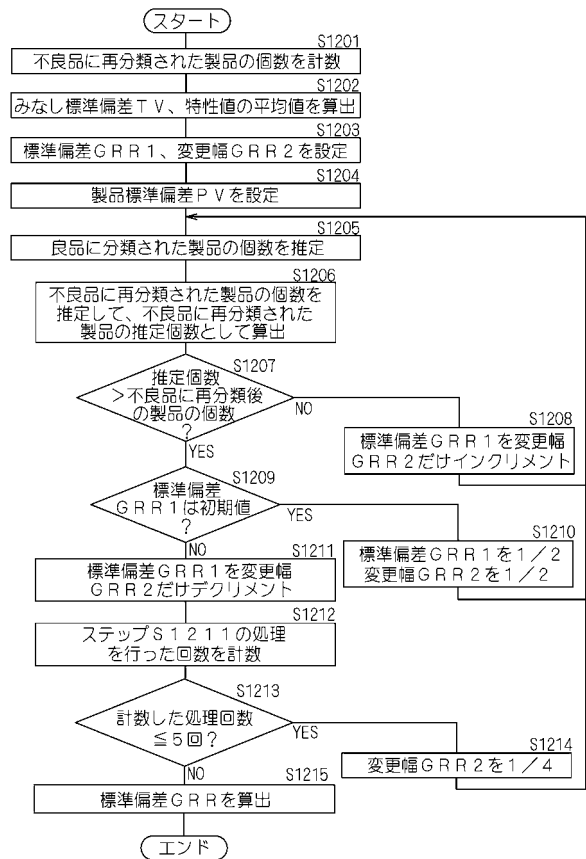 スタート
S1201
不良品に再分類された製品の個数を計数
S1202
みなし標準偏差TV、特性値の平均値を算出
S1203
標準偏差GRR1、変更幅GRR2を設定
S1204
製品標準偏差PVを設定
S1205
良品に分類された製品の個数を推定
S1206
不良品に再分類された製品の個数を
推定して、不良品に再分類された
製品の推定個数として算出
S1207
推定個数
>不良品に再分類後
の製品の個数
?
NO
YES
S1208
標準偏差GRR1を変更幅
GRR2だけインクリメント
S1209
標準偏差
GRR1は初期値
?
YES
NO
S1210
標準偏差GRR1を1/2
変更幅GRR2を1/2
S1211
標準偏差GRR1を変更幅
GRR2だけデクリメント
S1212
ステップS1211の処理
を行った回数を計数
S1213
計数した処理回数
≦5回?
YES
NO
S1214
変更幅GRR2を1/4
S1215
標準偏差GRRを算出
エンド